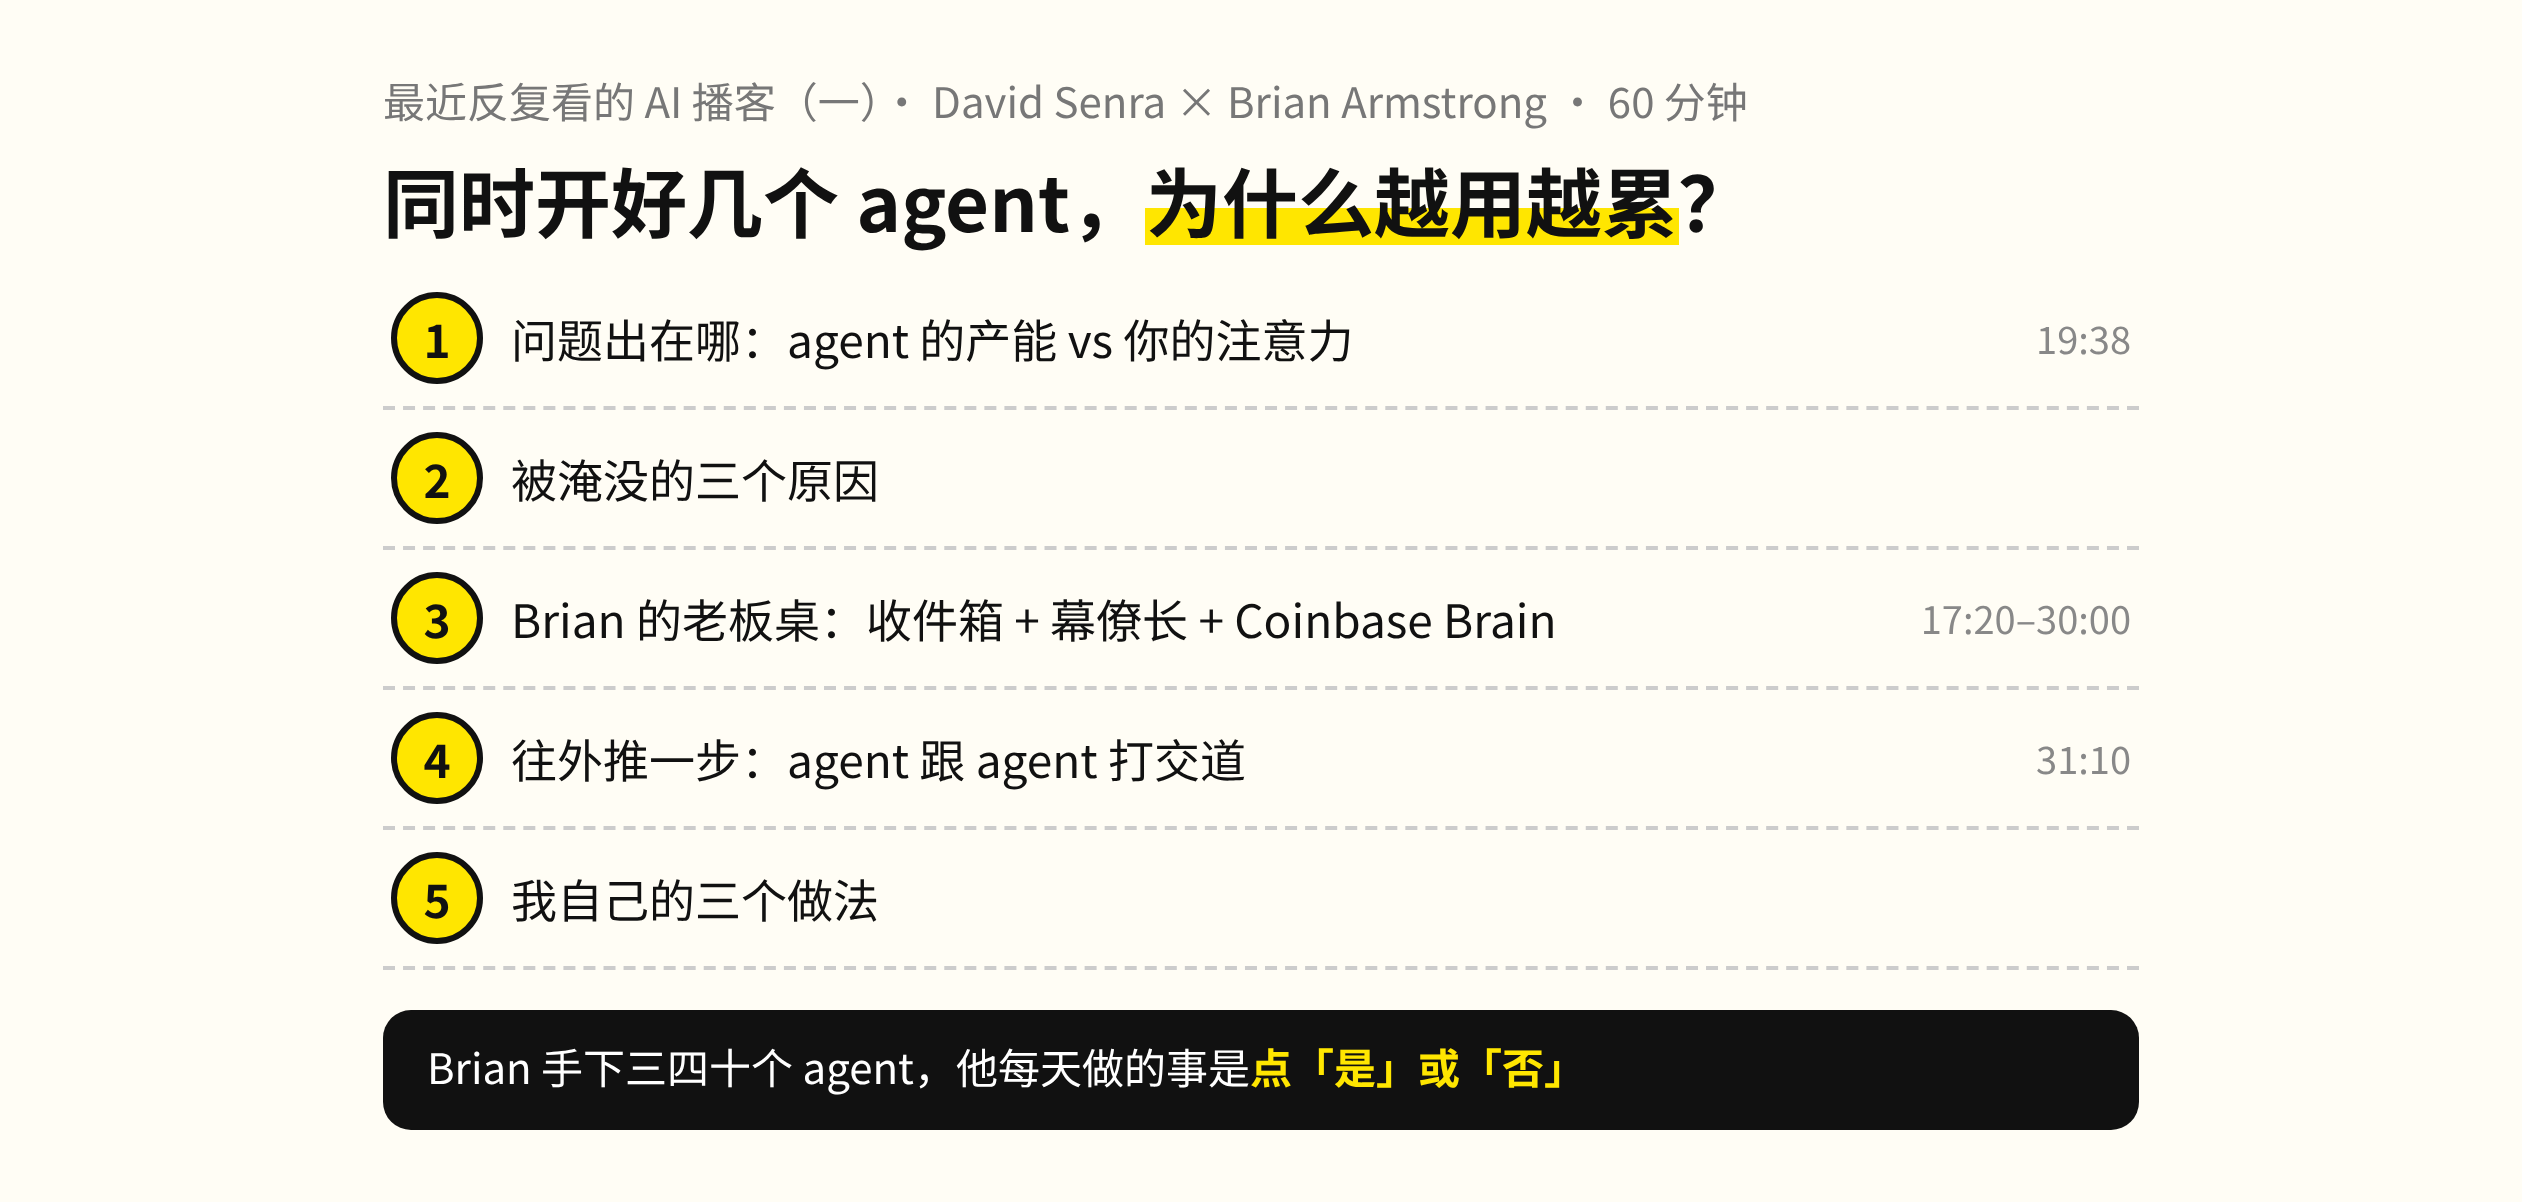 最近反复看的 AI 播客（一）· David Senra × Brian Armstrong · 60 分钟
同时开好几个 agent，为什么越用越累？
1 问题出在哪：agent 的产能 vs 你的注意力 19:38
2 被淹没的三个原因
3 Brian 的老板桌：收件箱 + 幕僚长 + Coinbase Brain 17:20–30:00
4 往外推一步：agent 跟 agent 打交道 31:10
5 我自己的三个做法
Brian 手下三四十个 agent，他每天做的事是点「是」或「否」